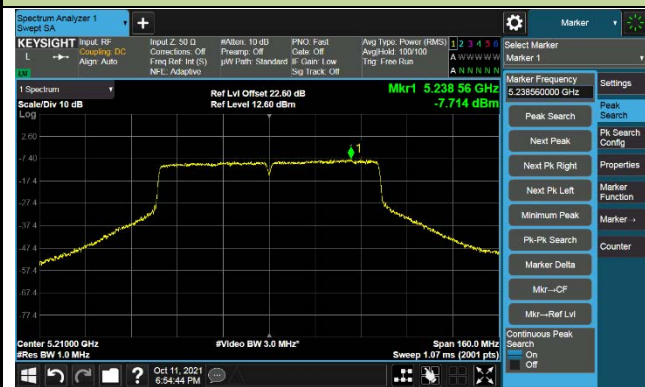 Spectrum Analyzer 1
Swept SA
Marker
KEYSIGHT Input: RF
Coupling: DC
Align: Auto
Input Z: 50 Ω
Corrections: Off
Freq Ref: Int (S)
NFE: Adaptive
#Atten: 10 dB
Preamp: Off
µW Path: Standard
PNO: Fast
Gate: Off
IF Gain: Low
Sig Track: Off
Avg Type: Power (RMS)
Avg|Hold: 100/100
Trig: Free Run
1 2 3 4 5 6
A W W W W W
A N N N N N
L
LXI
Select Marker
Marker 1
1 Spectrum
Scale/Div 10 dB
Log
Ref Lvl Offset 22.60 dB
Ref Level 12.60 dBm
Mkr1 5.238 56 GHz
-7.714 dBm
Marker Frequency
5.238560000 GHz
Peak Search
Next Peak
Next Pk Right
Next Pk Left
Minimum Peak
Pk-Pk Search
Marker Delta
Mkr→CF
Mkr→Ref Lvl
Continuous Peak
Search
On
Off
Settings
Peak
Search
Pk Search
Config
Properties
Marker
Function
Marker→
Counter
1
2.60
-7.40
-17.4
-27.4
-37.4
-47.4
-57.4
-67.4
-77.4
Center 5.21000 GHz
#Res BW 1.0 MHz
#Video BW 3.0 MHz*
Span 160.0 MHz
Sweep 1.07 ms (2001 pts)
?
Oct 11, 2021
6:54:44 PM